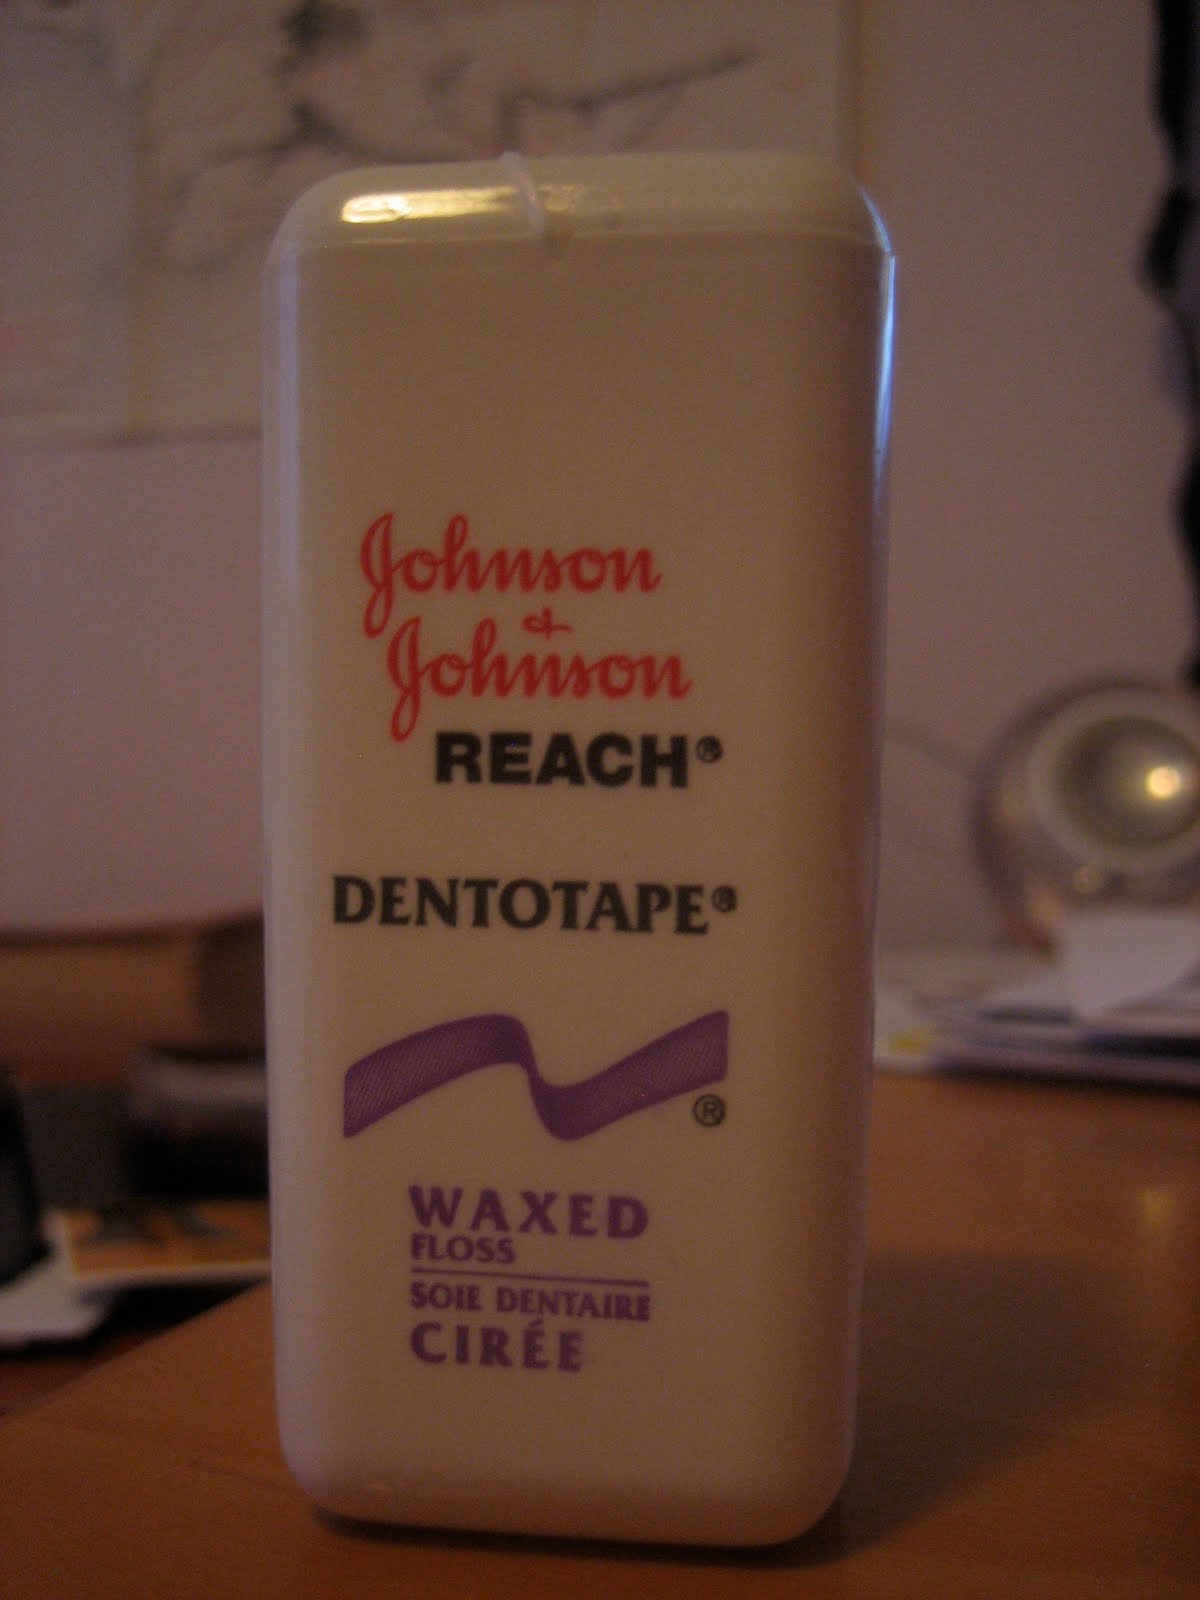 Johnson
&
Johnson
REACH®
DENTOTAPE®
®
WAXED
FLOSS
SOIE DENTAIRE
CIRÉE